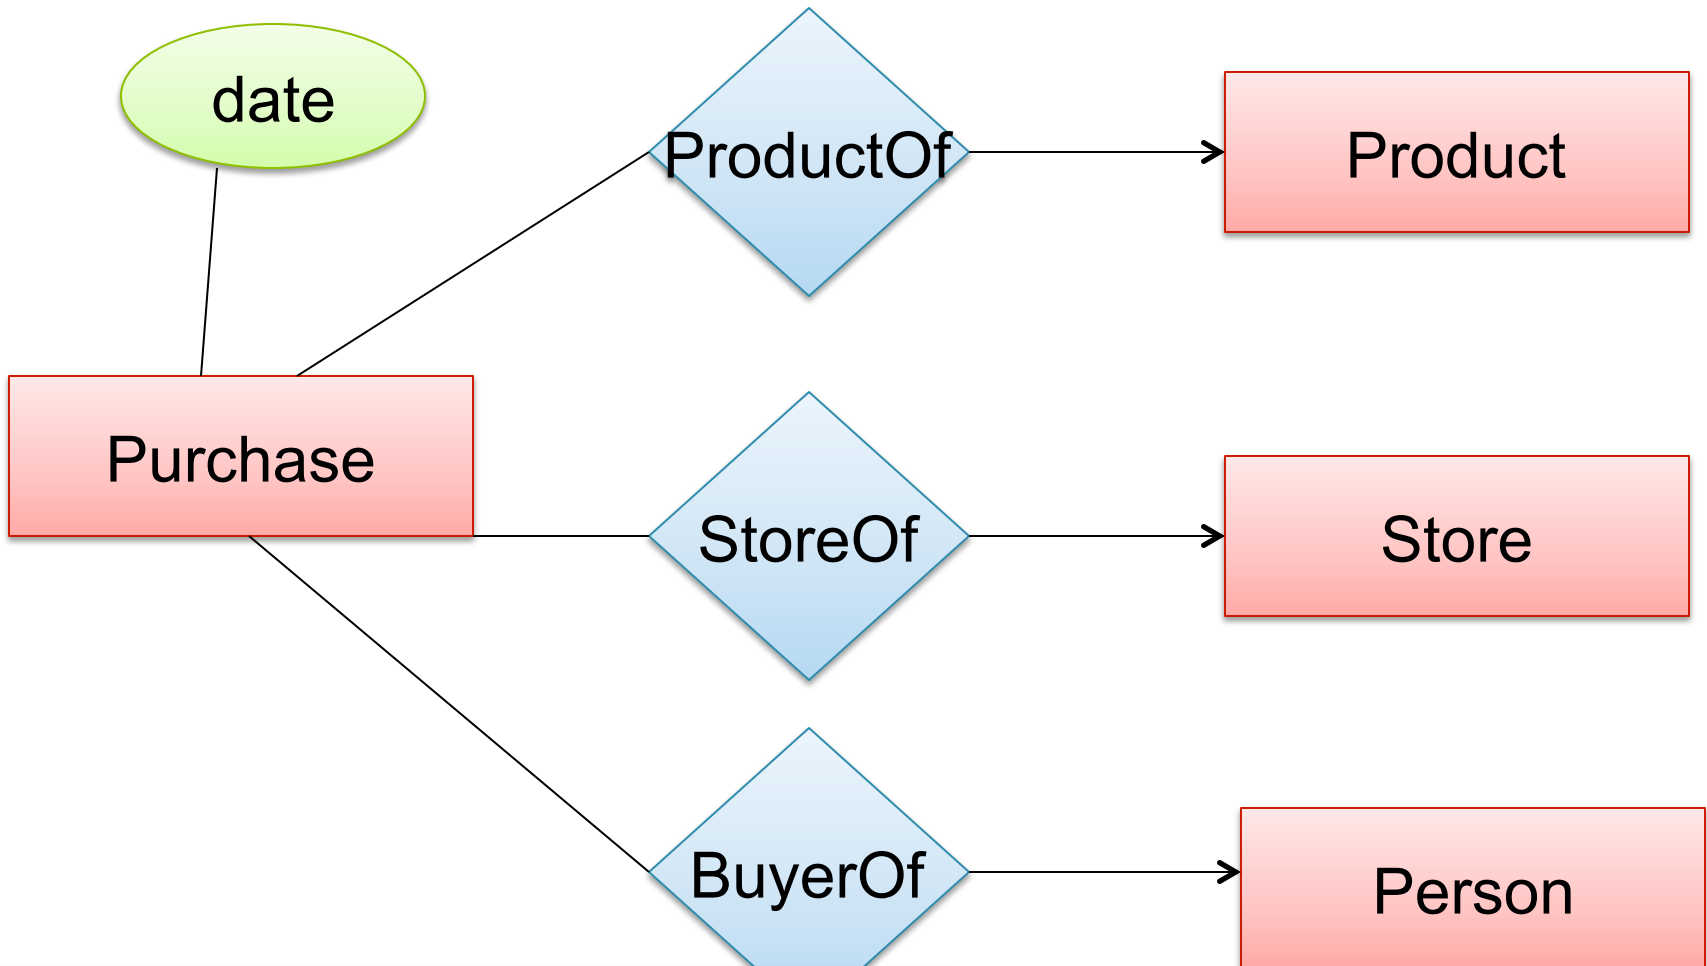 date
ProductOf
Product
Purchase
StoreOf
Store
BuyerOf
Person